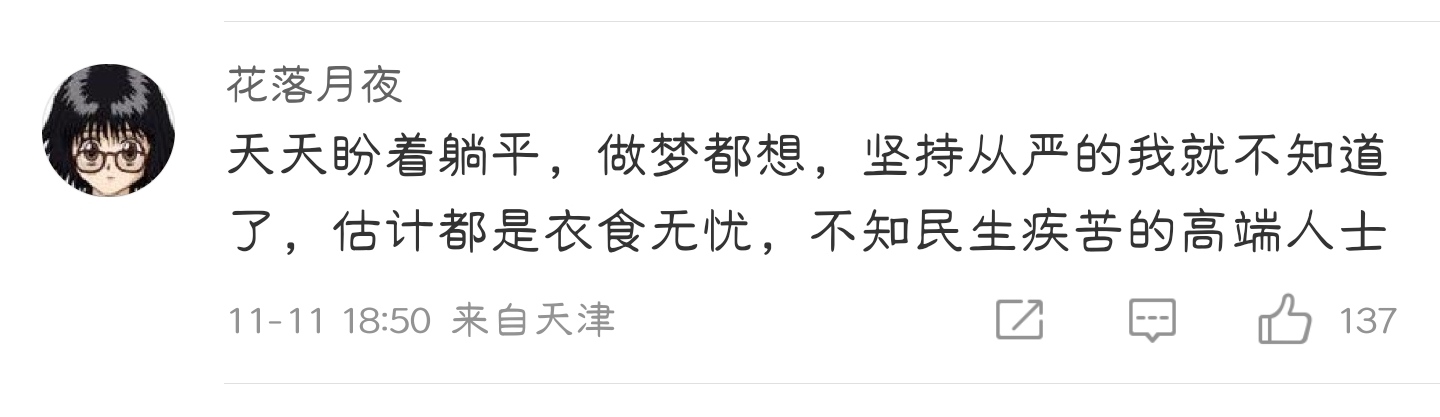 花落月夜
天天盼着躺平，做梦都想，坚持从严的我就不知道
了，估计都是衣食无忧，不知民生疾苦的高端人士
11-11 18:50 来自天津
137